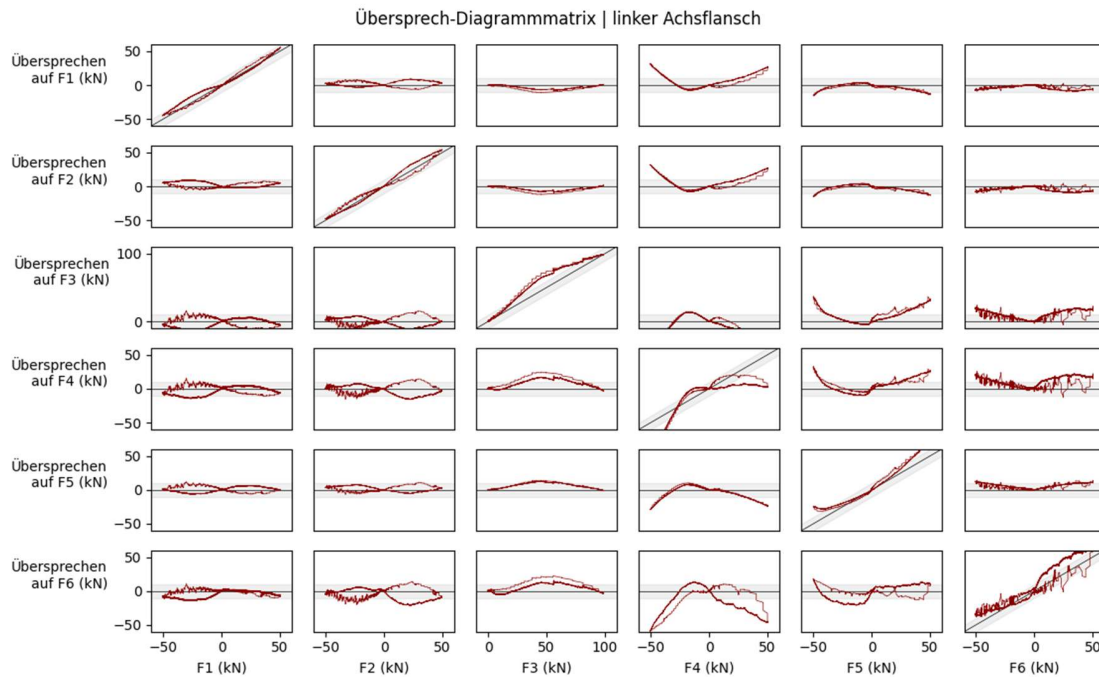 Übersprech-Diagrammmatrix | linker Achsflansch
Übersprechen
auf F1 (kN)
50
0
−50
Übersprechen
auf F2 (kN)
50
0
−50
Übersprechen
auf F3 (kN)
100
0
Übersprechen
auf F4 (kN)
50
0
−50
Übersprechen
auf F5 (kN)
50
0
−50
Übersprechen
auf F6 (kN)
50
0
−50
−50 0 50 −50 0 50 0 50 100 −50 0 50 −50 0 50 −50 0 50
F1 (kN) F2 (kN) F3 (kN) F4 (kN) F5 (kN) F6 (kN)